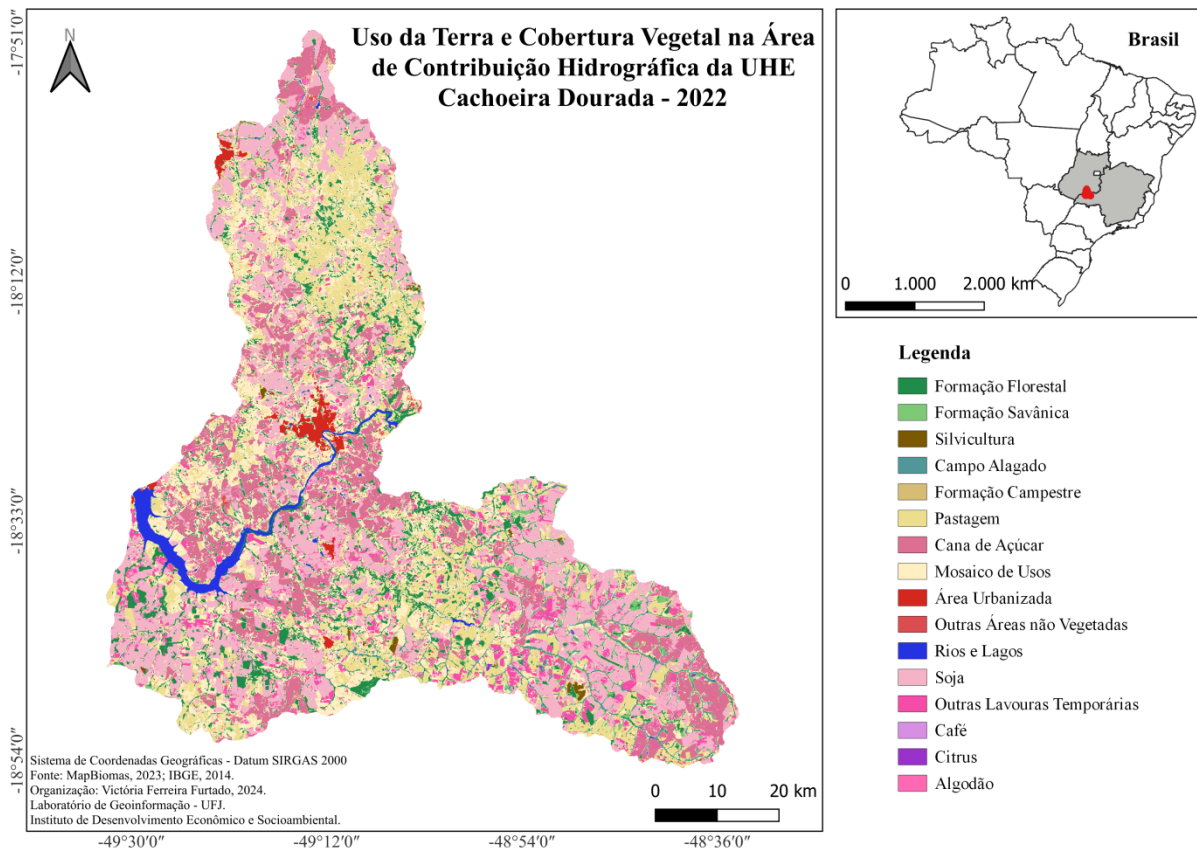 N
Uso da Terra e Cobertura Vegetal na Área
de Contribuição Hidrográfica da UHE
Cachoeira Dourada - 2022
-17°51'0"
-18°12'0"
-18°33'0"
-18°54'0"
Sistema de Coordenadas Geográficas - Datum SIRGAS 2000
Fonte: MapBiomas, 2023; IBGE, 2014.
Organização: Victória Ferreira Furtado, 2024.
Laboratório de Geoinformação - UFJ.
Instituto de Desenvolvimento Econômico e Socioambiental.
0 10 20 km
-49°30'0" -49°12'0" -48°54'0" -48°36'0"
Brasil
0 1.000 2.000 km
Legenda
Formação Florestal
Formação Savânica
Silvicultura
Campo Alagado
Formação Campestre
Pastagem
Cana de Açúcar
Mosaico de Usos
Área Urbanizada
Outras Áreas não Vegetadas
Rios e Lagos
Soja
Outras Lavouras Temporárias
Café
Citrus
Algodão